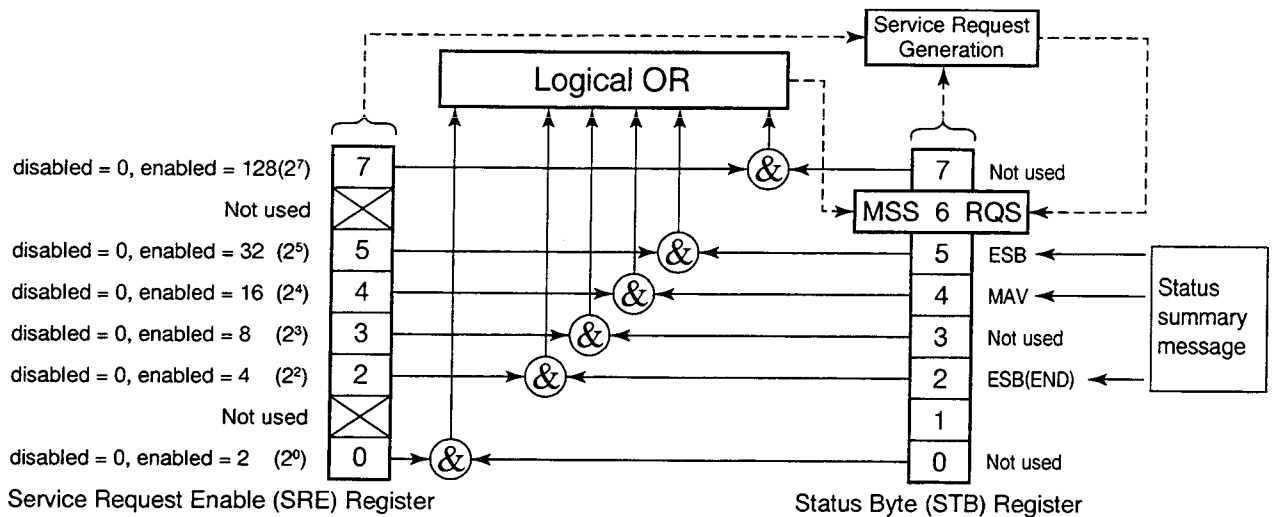 Service Request
Generation
Logical OR
disabled = 0, enabled = 128(2⁷)
7
&
7
Not used
Not used
MSS 6 RQS
disabled = 0, enabled = 32 (2⁵)
5
&
5
ESB
disabled = 0, enabled = 16 (2⁴)
4
&
4
MAV
Status
summary
message
disabled = 0, enabled = 8 (2³)
3
&
3
Not used
disabled = 0, enabled = 4 (2²)
2
&
2
ESB(END)
Not used
1
disabled = 0, enabled = 2 (2⁰)
0
&
0
Not used
Service Request Enable (SRE) Register
Status Byte (STB) Register